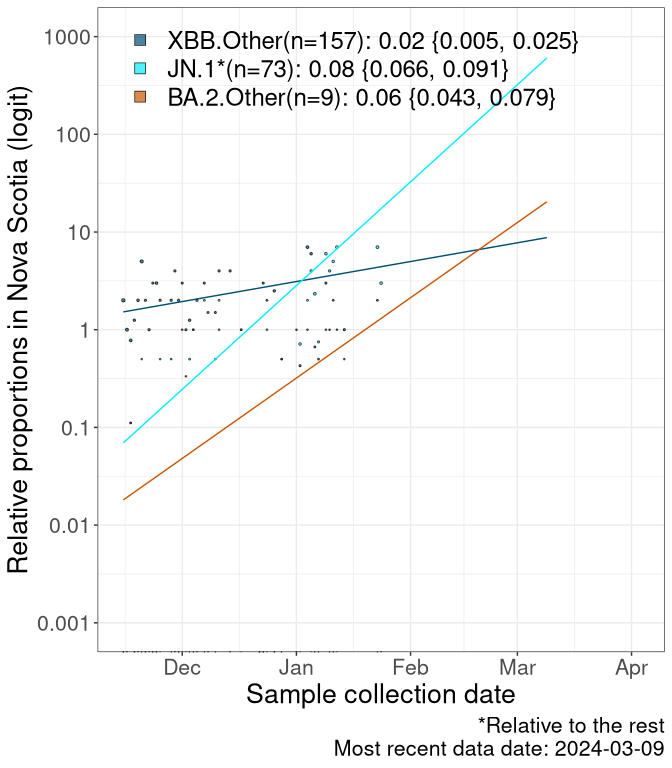 XBB.Other(n=157): 0.02 {0.005, 0.025}
JN.1*(n=73): 0.08 {0.066, 0.091}
BA.2.Other(n=9): 0.06 {0.043, 0.079}
Relative proportions in Nova Scotia (logit)
1000
100
10
1
0.1
0.01
0.001
Dec Jan Feb Mar Apr
Sample collection date
*Relative to the rest
Most recent data date: 2024-03-09